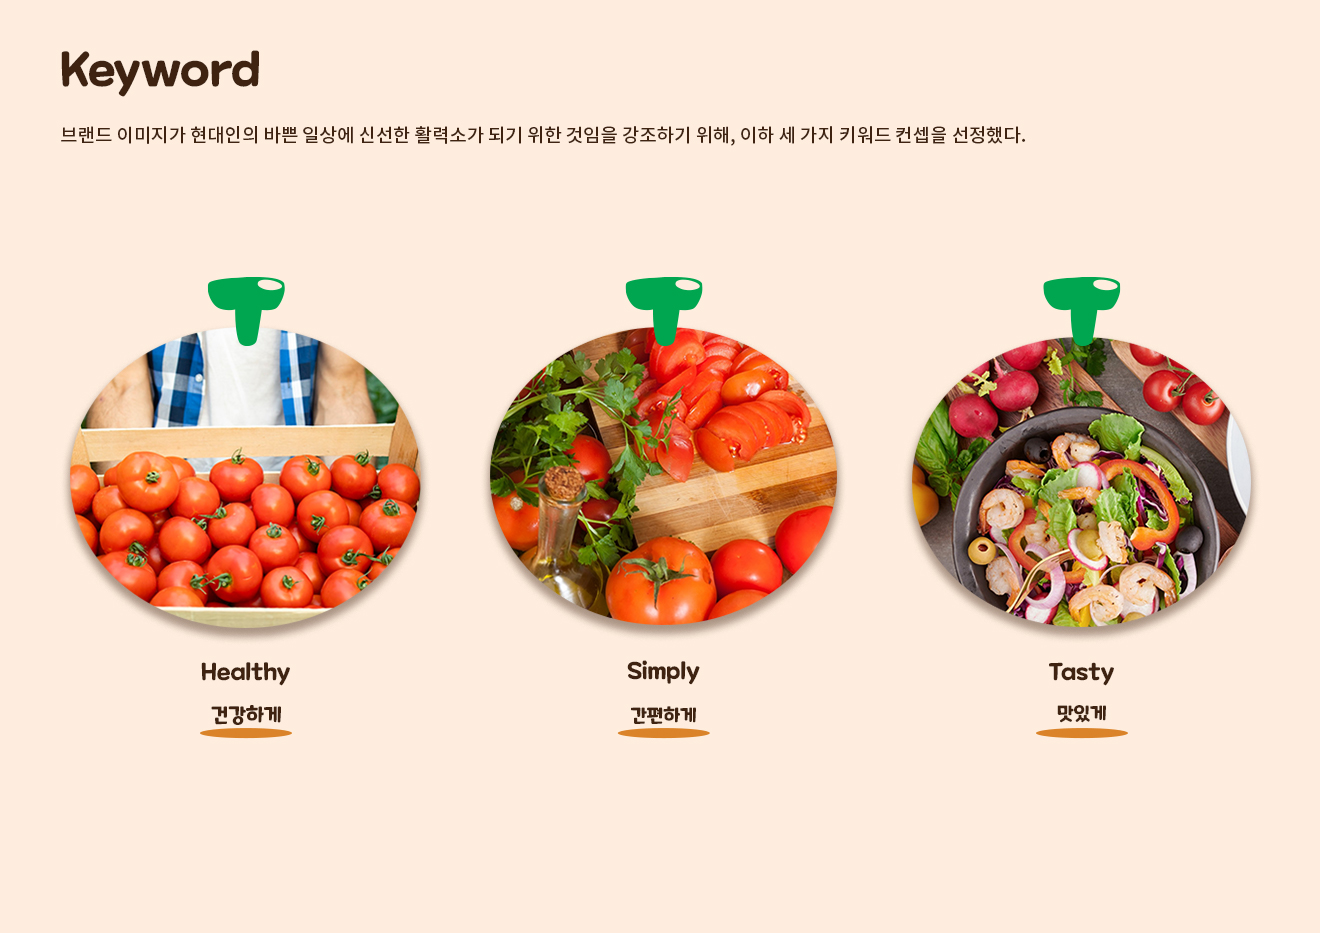 Keyword
브랜드 이미지가 현대인의 바쁜 일상에 신선한 활력소가 되기 위한 것임을 강조하기 위해, 이하 세 가지 키워드 컨셉을 선정했다.
Healthy
건강하게
Simply
간편하게
Tasty
맛있게